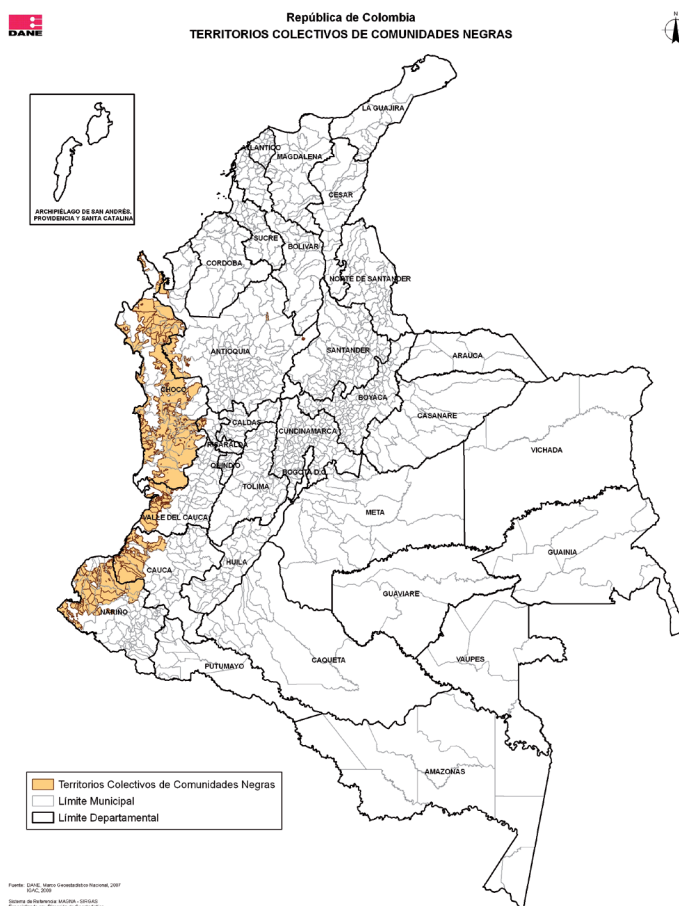 DANE
República de Colombia
TERRITORIOS COLECTIVOS DE COMUNIDADES NEGRAS
N
ARCHIPIÉLAGO DE SAN ANDRÉS,
PROVIDENCIA Y SANTA CATALINA
LA GUAJIRA
ATLANTICO
MAGDALENA
CESAR
SUCRE
BOLIVAR
CORDOBA
NORTE DE SANTANDER
ANTIOQUIA
SANTANDER
ARAUCA
CHOCO
BOYACA
CASANARE
CALDAS
CUNDINAMARCA
RISARALDA
VICHADA
QUINDIO
BOGOTA D.C.
TOLIMA
META
VALLE DEL CAUCA
GUAINIA
HUILA
CAUCA
GUAVIARE
NARIÑO
CAQUETA
VAUPES
PUTUMAYO
AMAZONAS
Territorios Colectivos de Comunidades Negras
Límite Municipal
Límite Departamental
Fuente: DANE, Marco Geoestadístico Nacional, 2007
IGAC, 2009
Sistema de Referencia: MAGNA - SIRGAS